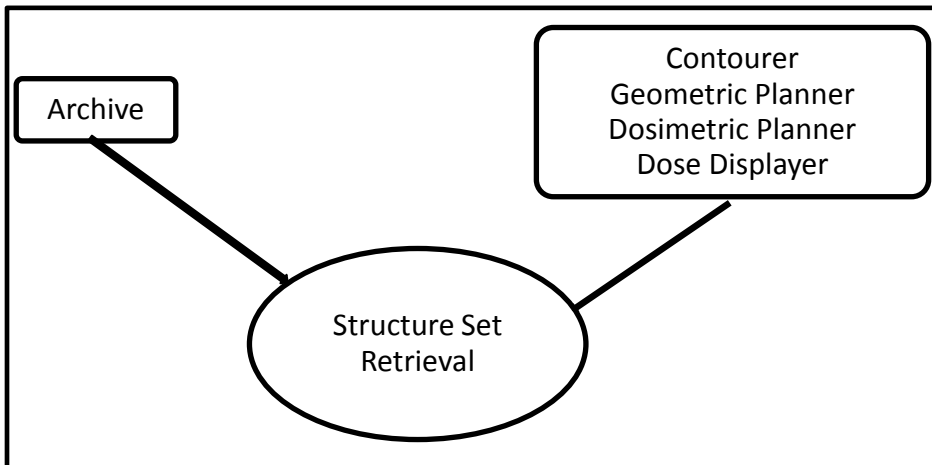 Archive
Contourer
Geometric Planner
Dosimetric Planner
Dose Displayer
Structure Set
Retrieval